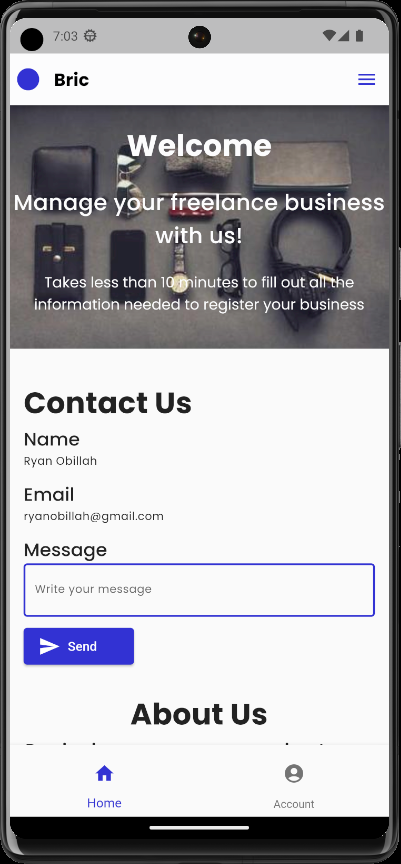 7:03
Bric
Welcome
Manage your freelance business
with us!
Takes less than 10 minutes to fill out all the
information needed to register your business
Contact Us
Name
Ryan Obillah
Email
ryanobillah@gmail.com
Message
Write your message
Send
About Us
Home
Account